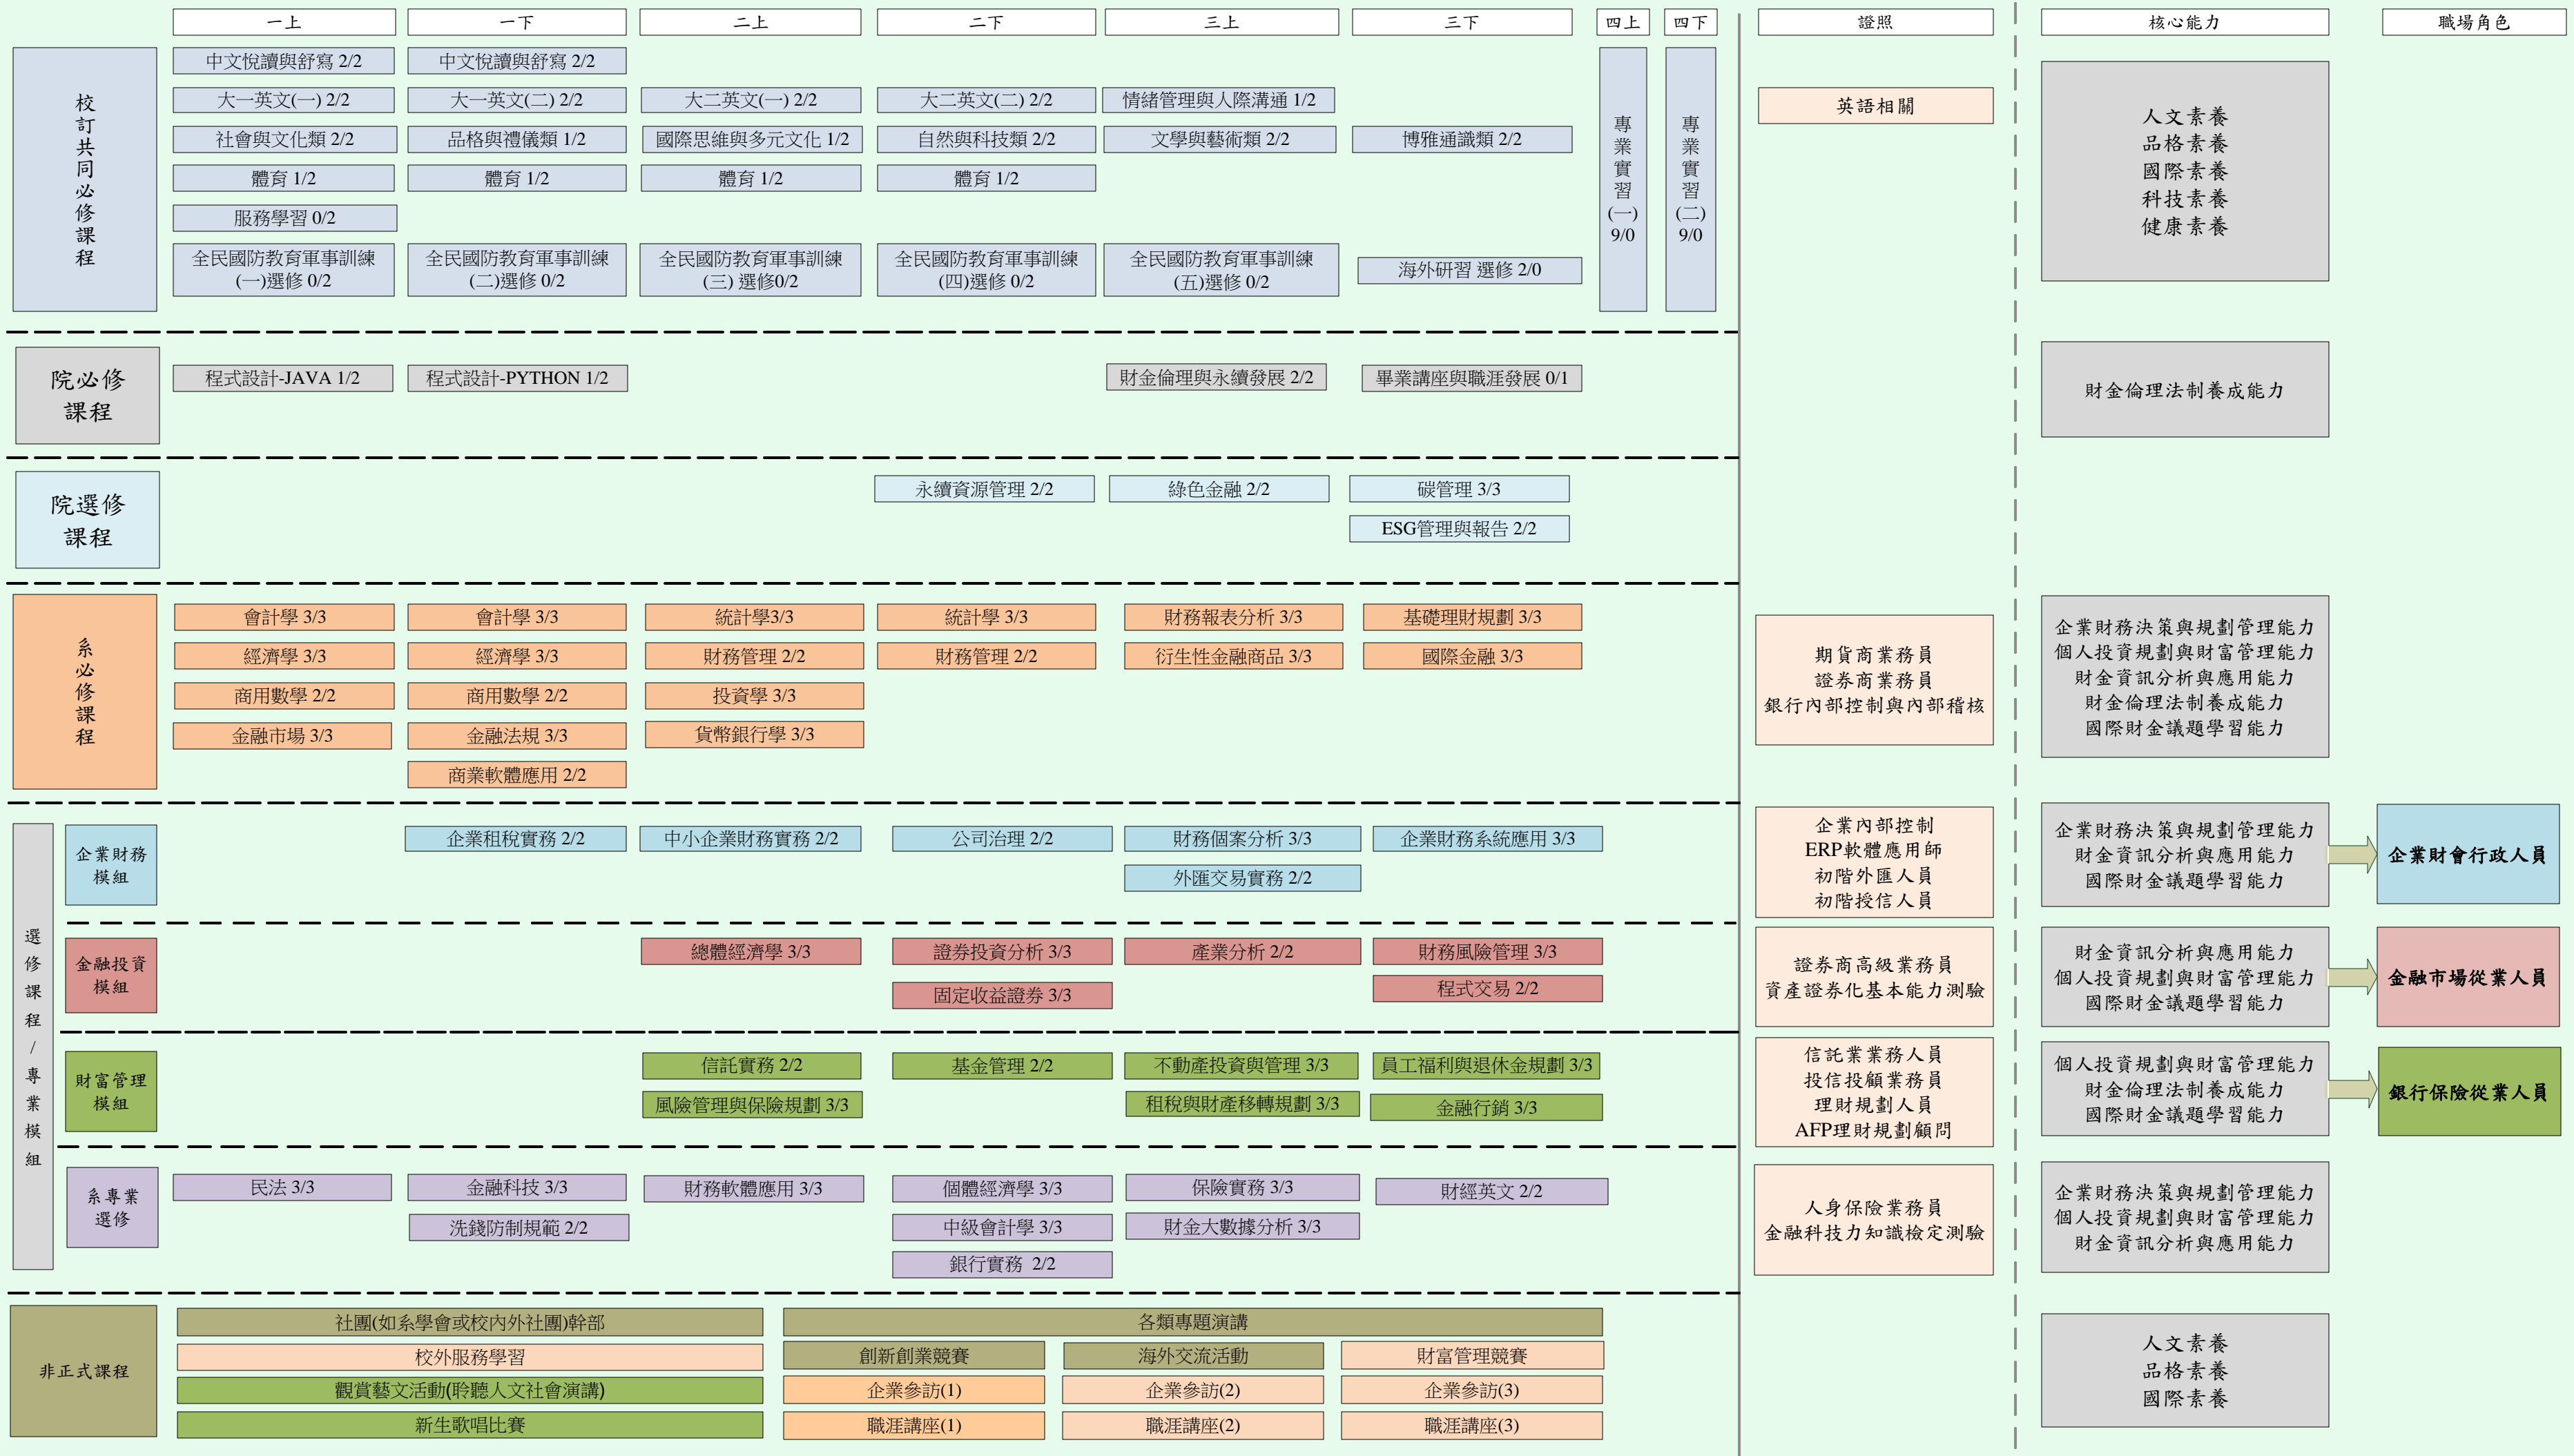 一上
一下
二上
二下
三上
三下
四上
四下
證照
核心能力
職場角色
校訂共同必修課程
中文悅讀與舒寫 2/2
中文悅讀與舒寫 2/2
大一英文(一) 2/2
大一英文(二) 2/2
大二英文(一) 2/2
大二英文(二) 2/2
情緒管理與人際溝通 1/2
社會與文化類 2/2
品格與禮儀類 1/2
國際思維與多元文化 1/2
自然與科技類 2/2
文學與藝術類 2/2
博雅通識類 2/2
體育 1/2
體育 1/2
體育 1/2
體育 1/2
服務學習 0/2
全民國防教育軍事訓練
(一)選修 0/2
全民國防教育軍事訓練
(二)選修 0/2
全民國防教育軍事訓練
(三) 選修0/2
全民國防教育軍事訓練
(四)選修 0/2
全民國防教育軍事訓練
(五)選修 0/2
海外研習 選修 2/0
專業實習(一) 9/0
專業實習(二) 9/0
英語相關
人文素養
品格素養
國際素養
科技素養
健康素養
院必修
課程
程式設計-JAVA 1/2
程式設計-PYTHON 1/2
財金倫理與永續發展 2/2
畢業講座與職涯發展 0/1
財金倫理法制養成能力
院選修
課程
永續資源管理 2/2
綠色金融 2/2
碳管理 3/3
ESG管理與報告 2/2
系必修課程
會計學 3/3
會計學 3/3
統計學3/3
統計學 3/3
財務報表分析 3/3
基礎理財規劃 3/3
經濟學 3/3
經濟學 3/3
財務管理 2/2
財務管理 2/2
衍生性金融商品 3/3
國際金融 3/3
商用數學 2/2
商用數學 2/2
投資學 3/3
金融市場 3/3
金融法規 3/3
貨幣銀行學 3/3
商業軟體應用 2/2
期貨商業務員
證券商業務員
銀行內部控制與內部稽核
企業財務決策與規劃管理能力
個人投資規劃與財富管理能力
財金資訊分析與應用能力
財金倫理法制養成能力
國際財金議題學習能力
選修課程/專業模組
企業財務
模組
企業租稅實務 2/2
中小企業財務實務 2/2
公司治理 2/2
財務個案分析 3/3
企業財務系統應用 3/3
外匯交易實務 2/2
企業內部控制
ERP軟體應用師
初階外匯人員
初階授信人員
企業財務決策與規劃管理能力
財金資訊分析與應用能力
國際財金議題學習能力
企業財會行政人員
金融投資
模組
總體經濟學 3/3
證券投資分析 3/3
產業分析 2/2
財務風險管理 3/3
固定收益證券 3/3
程式交易 2/2
證券商高級業務員
資產證券化基本能力測驗
財金資訊分析與應用能力
個人投資規劃與財富管理能力
國際財金議題學習能力
金融市場從業人員
財富管理
模組
信託實務 2/2
基金管理 2/2
不動產投資與管理 3/3
員工福利與退休金規劃 3/3
風險管理與保險規劃 3/3
租稅與財產移轉規劃 3/3
金融行銷 3/3
信託業業務人員
投信投顧業務員
理財規劃人員
AFP理財規劃顧問
個人投資規劃與財富管理能力
財金倫理法制養成能力
國際財金議題學習能力
銀行保險從業人員
系專業
選修
民法 3/3
金融科技 3/3
財務軟體應用 3/3
個體經濟學 3/3
保險實務 3/3
財經英文 2/2
洗錢防制規範 2/2
中級會計學 3/3
財金大數據分析 3/3
銀行實務 2/2
人身保險業務員
金融科技力知識檢定測驗
企業財務決策與規劃管理能力
個人投資規劃與財富管理能力
財金資訊分析與應用能力
非正式課程
社團(如系學會或校內外社團)幹部
各類專題演講
校外服務學習
創新創業競賽
海外交流活動
財富管理競賽
觀賞藝文活動(聆聽人文社會演講)
企業參訪(1)
企業參訪(2)
企業參訪(3)
新生歌唱比賽
職涯講座(1)
職涯講座(2)
職涯講座(3)
人文素養
品格素養
國際素養